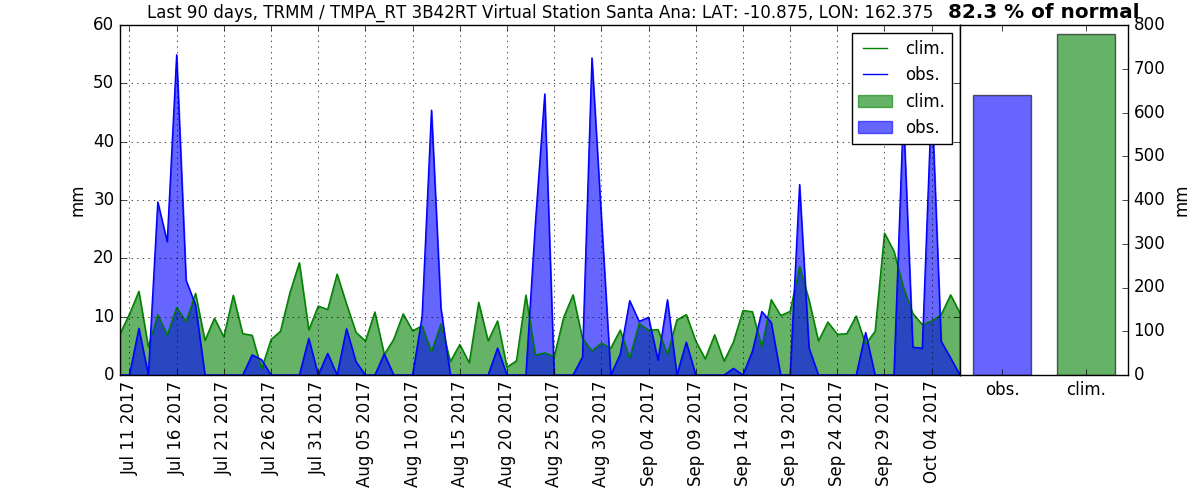 Last 90 days, TRMM / TMPA_RT 3B42RT Virtual Station Santa Ana: LAT: -10.875, LON: 162.375
82.3 % of normal
60
50
40
30
20
10
0
mm
clim.
obs.
clim.
obs.
800
700
600
500
400
300
200
100
0
mm
Jul 11 2017
Jul 16 2017
Jul 21 2017
Jul 26 2017
Jul 31 2017
Aug 05 2017
Aug 10 2017
Aug 15 2017
Aug 20 2017
Aug 25 2017
Aug 30 2017
Sep 04 2017
Sep 09 2017
Sep 14 2017
Sep 19 2017
Sep 24 2017
Sep 29 2017
Oct 04 2017
obs.
clim.